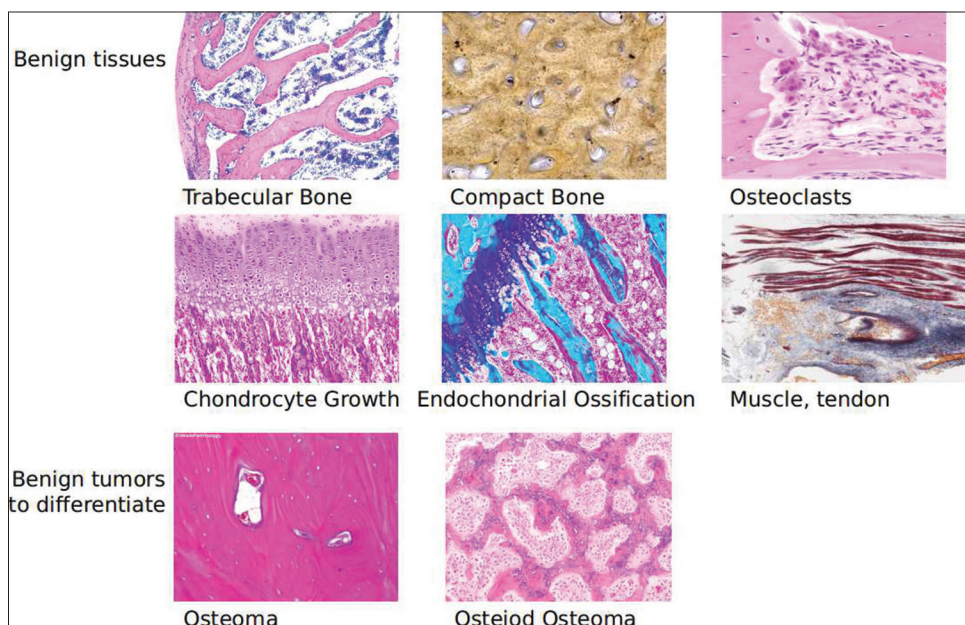 Benign tissues
Trabecular Bone
Compact Bone
Osteoclasts
Chondrocyte Growth
Endochondrial Ossification
Muscle, tendon
Benign tumors
to differentiate
Osteoma
Osteiod Osteoma